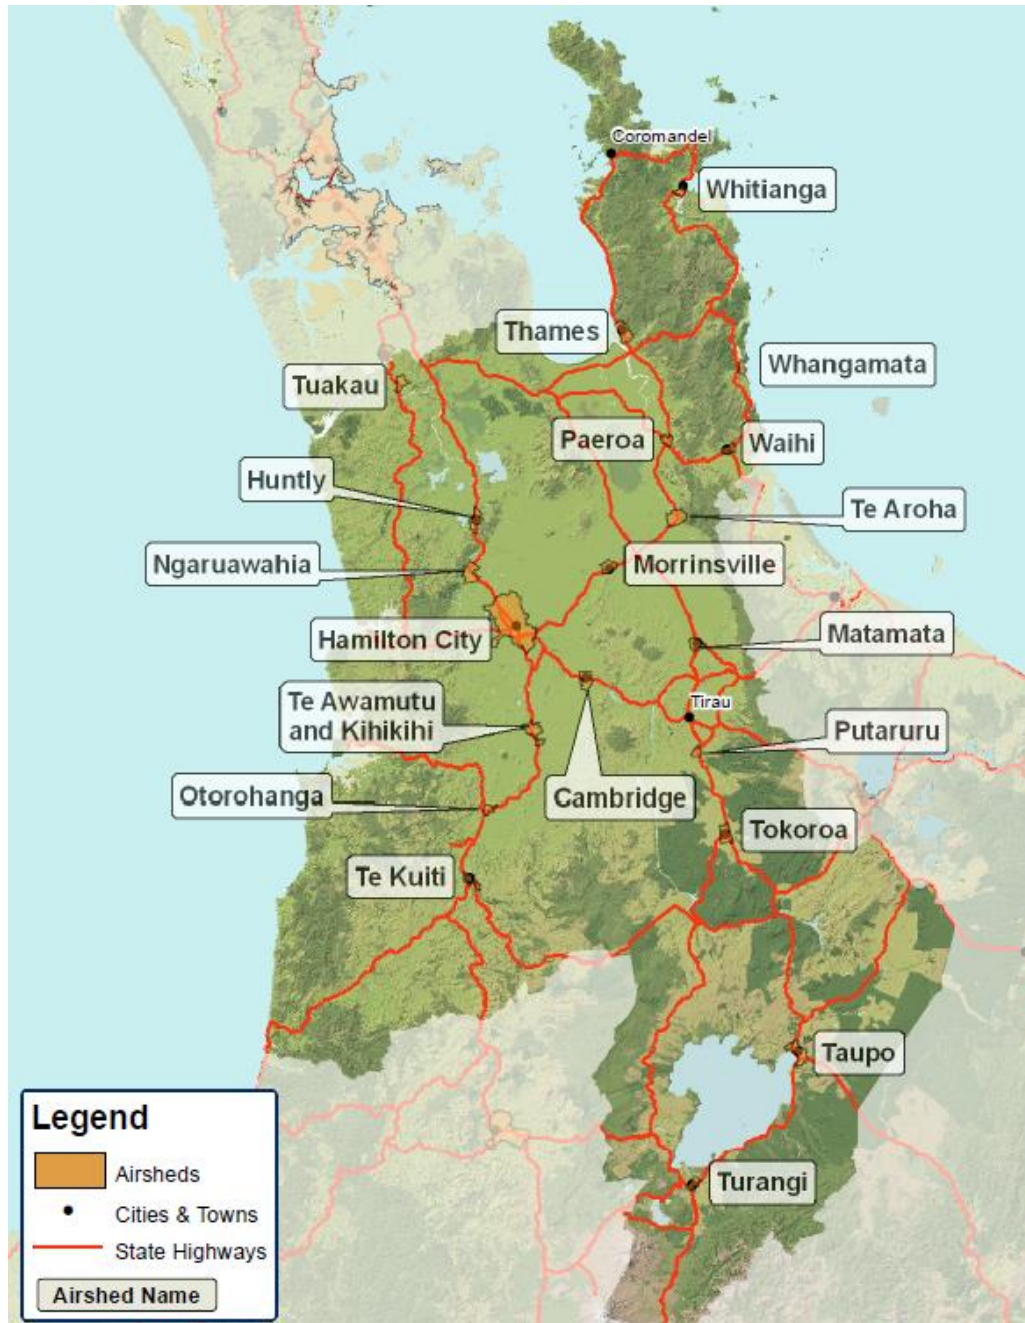 Coromandel
Whitianga
Thames
Whangamata
Tuakau
Paeroa
Waihi
Huntly
Te Aroha
Ngaruawahia
Morrinsville
Hamilton City
Matamata
Te Awamutu
and Kihikihi
Tirau
Putaruru
Otorohanga
Cambridge
Tokoroa
Te Kuiti
Taupo
Turangi
Legend
Airsheds
Cities & Towns
State Highways
Airshed Name